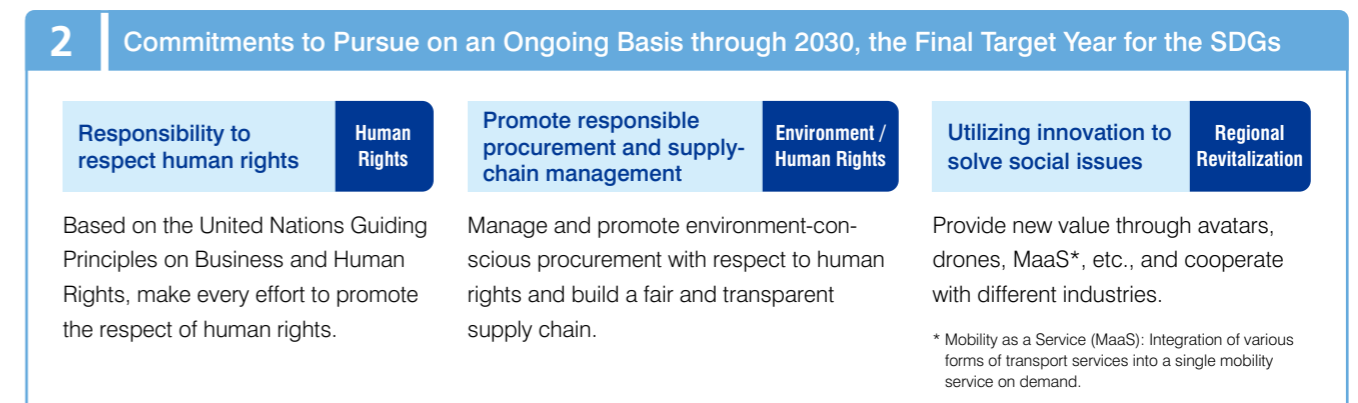 2
Commitments to Pursue on an Ongoing Basis through 2030, the Final Target Year for the SDGs
Responsibility to
respect human rights
Human
Rights
Based on the United Nations Guiding
Principles on Business and Human
Rights, make every effort to promote
the respect of human rights.
Promote responsible
procurement and supply-
chain management
Environment /
Human Rights
Manage and promote environment-con-
scious procurement with respect to human
rights and build a fair and transparent
supply chain.
Utilizing innovation to
solve social issues
Regional
Revitalization
Provide new value through avatars,
drones, MaaS*, etc., and cooperate
with different industries.
* Mobility as a Service (MaaS): Integration of various
forms of transport services into a single mobility
service on demand.